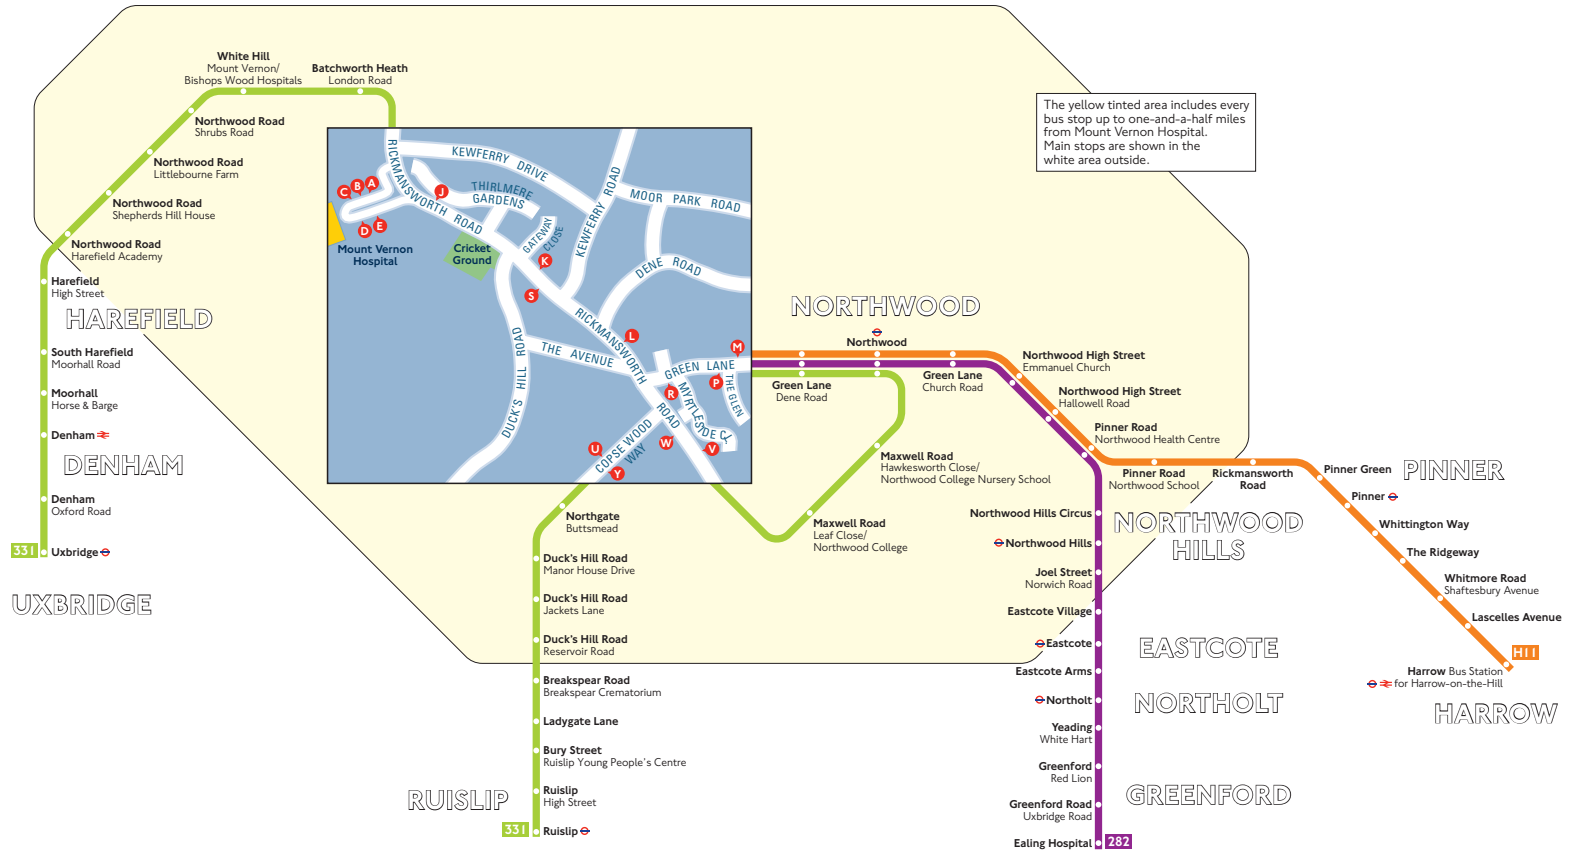 White Hill
Mount Vernon/
Bishops Wood Hospitals
Batchworth Heath
London Road
Northwood Road
Shrubs Road
Northwood Road
Littlebourne Farm
Northwood Road
Shepherds Hill House
Northwood Road
Harefield Academy
Harefield
High Street
HAREFIELD
South Harefield
Moorhall Road
Moorhall
Horse & Barge
Denham
DENHAM
Denham
Oxford Road
331
Uxbridge
UXBRIDGE
The yellow tinted area includes every
bus stop up to one-and-a-half miles
from Mount Vernon Hospital.
Main stops are shown in the
white area outside.
RICKMANSWORTH ROAD
KEWFERRY DRIVE
KEWFERRY ROAD
MOOR PARK ROAD
THIRLMERE
GARDENS
GATEWAY
CLOSE
DENE ROAD
C
B
A
J
D
E
Mount Vernon
Hospital
Cricket
Ground
K
S
L
M
RICKMANSWORTH ROAD
THE AVENUE
DUCK'S HILL ROAD
GREEN LANE
THE GLEN
MYRTLESIDE CL
COPSE WOOD
WAY
P
R
U
W
V
Y
NORTHWOOD
Northwood
Green Lane
Dene Road
Green Lane
Church Road
Northwood High Street
Emmanuel Church
Northwood High Street
Hallowell Road
Pinner Road
Northwood Health Centre
Pinner Road
Northwood School
Rickmansworth
Road
Pinner Green
PINNER
Pinner
Whittington Way
The Ridgeway
Whitmore Road
Shaftesbury Avenue
Lascelles Avenue
H11
Harrow Bus Station
for Harrow-on-the-Hill
HARROW
Maxwell Road
Hawkesworth Close/
Northwood College Nursery School
Maxwell Road
Leaf Close/
Northwood College
Northwood Hills Circus
NORTHWOOD
HILLS
Northwood Hills
Joel Street
Norwich Road
Eastcote Village
Eastcote
EASTCOTE
Eastcote Arms
Northolt
NORTHOLT
Yeading
White Hart
Greenford
Red Lion
GREENFORD
Greenford Road
Uxbridge Road
Ealing Hospital
282
Northgate
Buttsmead
Duck's Hill Road
Manor House Drive
Duck's Hill Road
Jackets Lane
Duck's Hill Road
Reservoir Road
Breakspear Road
Breakspear Crematorium
Ladygate Lane
Bury Street
Ruislip Young People's Centre
RUISLIP
Ruislip
High Street
331
Ruislip